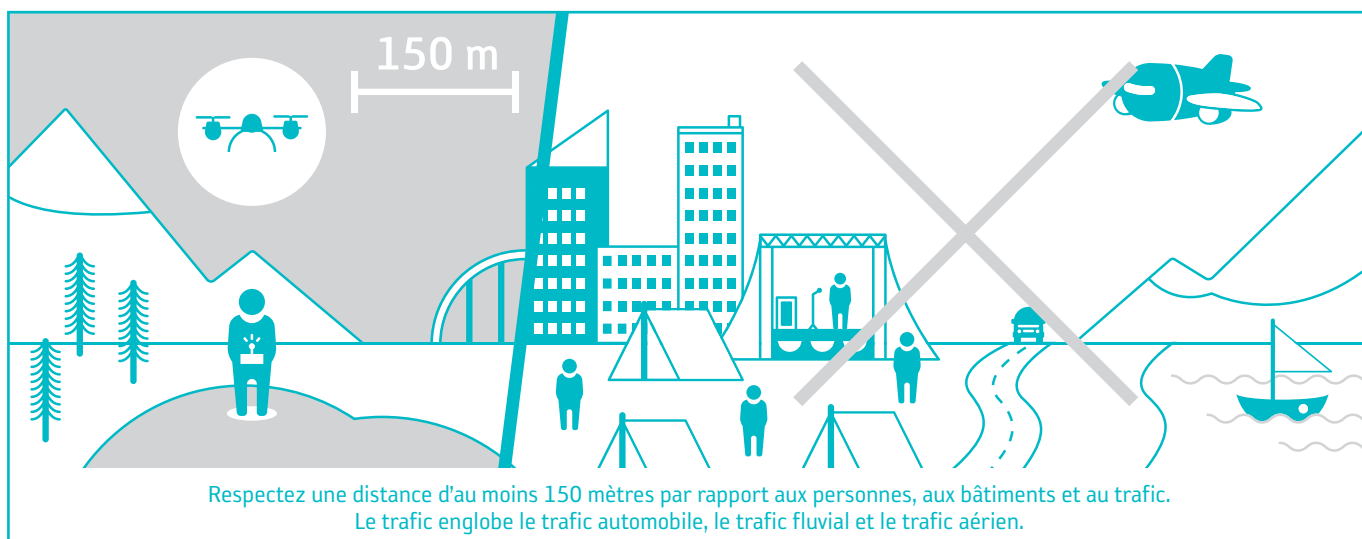 150 m
Respectez une distance d'au moins 150 mètres par rapport aux personnes, aux bâtiments et au trafic.
Le trafic englobe le trafic automobile, le trafic fluvial et le trafic aérien.